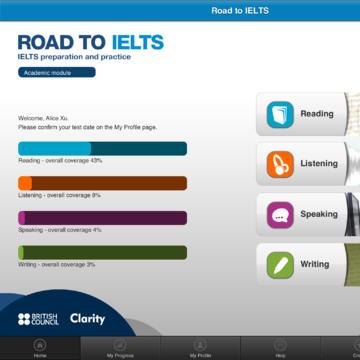 Road to IELTS
ROAD TO IELTS
IELTS preparation and practice
Academic module
Welcome, Alice Xu.
Please confirm your test date on the My Profile page.
Reading - overall coverage 43%
Listening - overall coverage 8%
Speaking - overall coverage 4%
Writing - overall coverage 3%
Reading
Listening
Speaking
Writing
BRITISH
COUNCIL
Clarity
Home
My Progress
My Profile
Help